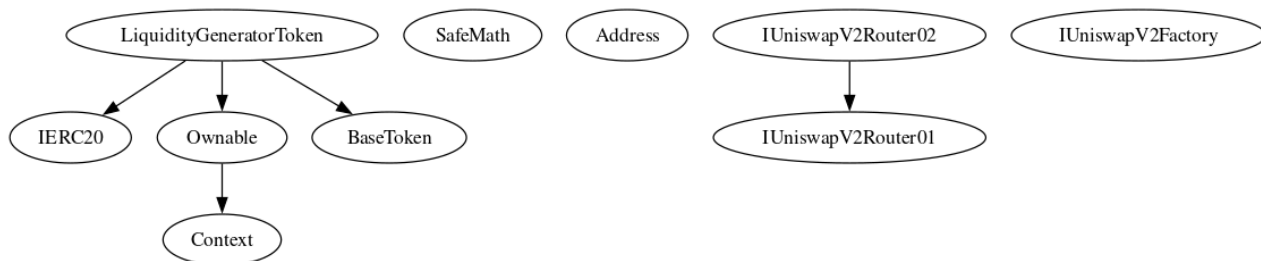 LiquidityGeneratorToken
SafeMath
Address
IUniswapV2Router02
IUniswapV2Factory
IERC20
Ownable
BaseToken
IUniswapV2Router01
Context